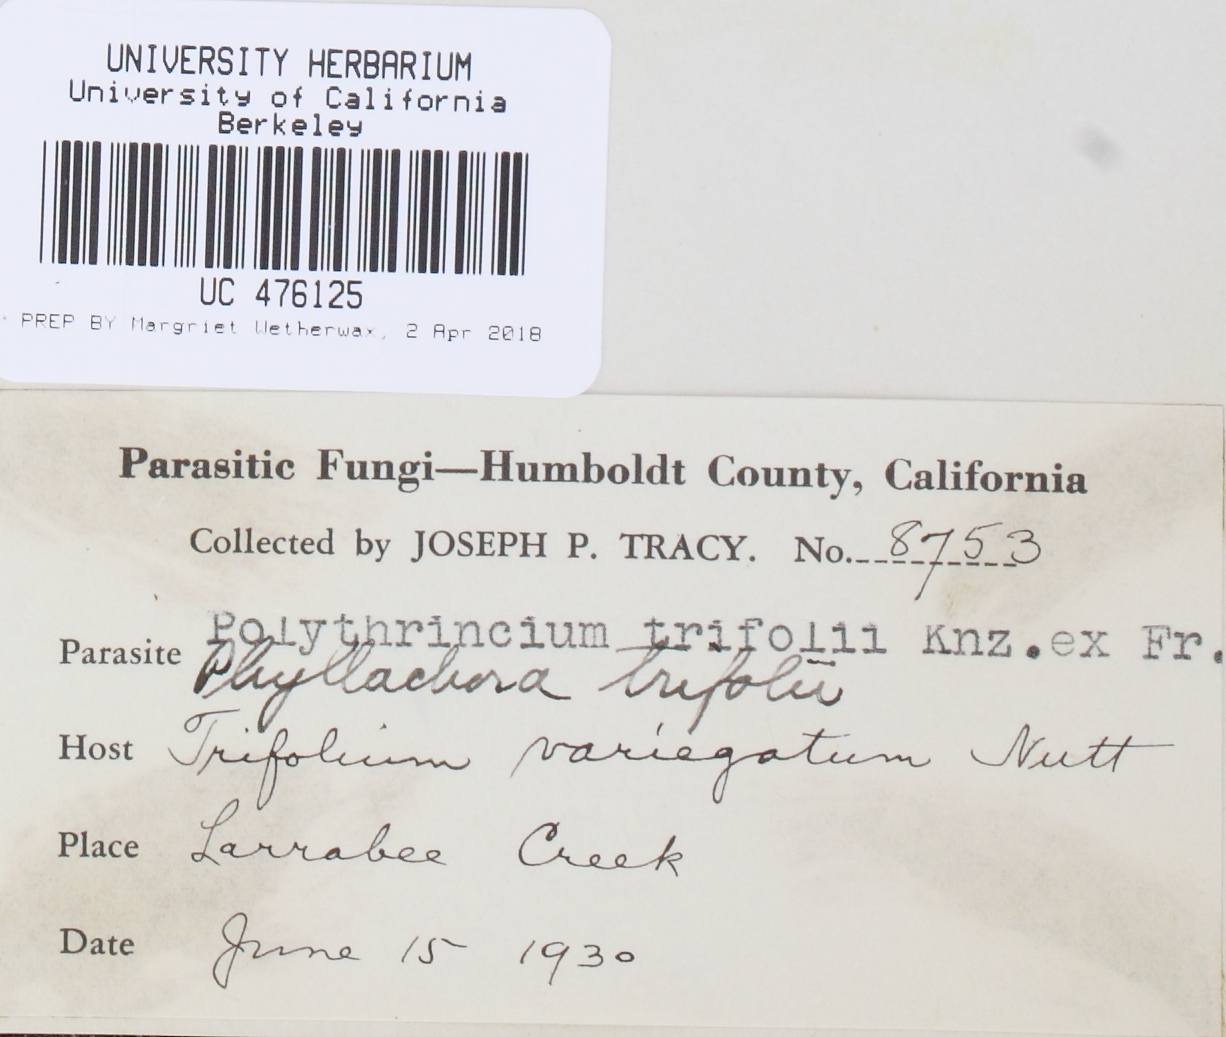 UNIVERSITY HERBARIUM
University of California
Berkeley
UC 476125
PREP BY Margriet Wetherwax, 2 Apr 2018
Parasitic Fungi—Humboldt County, California
Collected by JOSEPH P. TRACY. No. 8753
Polythrincium trifolii Knz. ex Fr.
Parasite Phyllachora trifolii
Host Trifolium variegatum Nutt
Place Larrabee Creek
Date June 15 1930